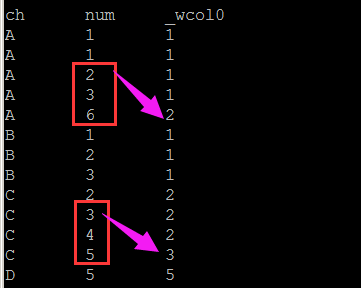 ch num _wcol0
A 1 1
A 1 1
A 2 1
A 3 1
A 6 2
B 1 1
B 2 1
B 3 1
C 2 2
C 3 2
C 4 2
C 5 3
D 5 5